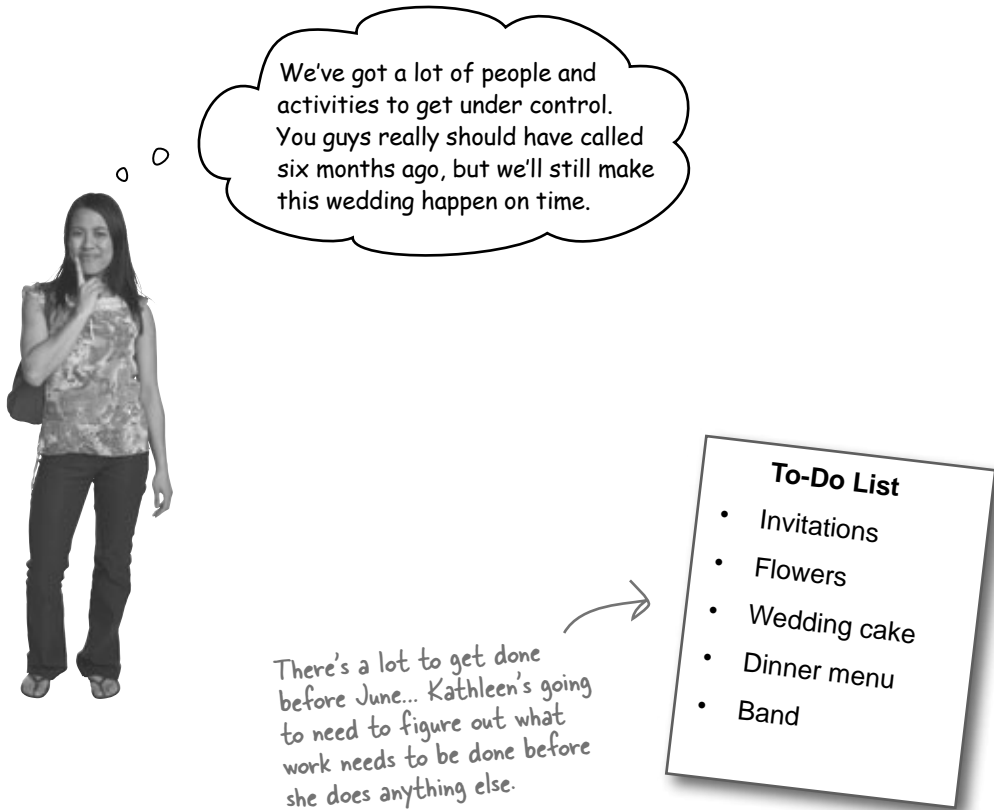 We've got a lot of people and
activities to get under control.
You guys really should have called
six months ago, but we'll still make
this wedding happen on time.
To-Do List
• Invitations
• Flowers
• Wedding cake
• Dinner menu
• Band
There's a lot to get done
before June... Kathleen's going
to need to figure out what
work needs to be done before
she does anything else.